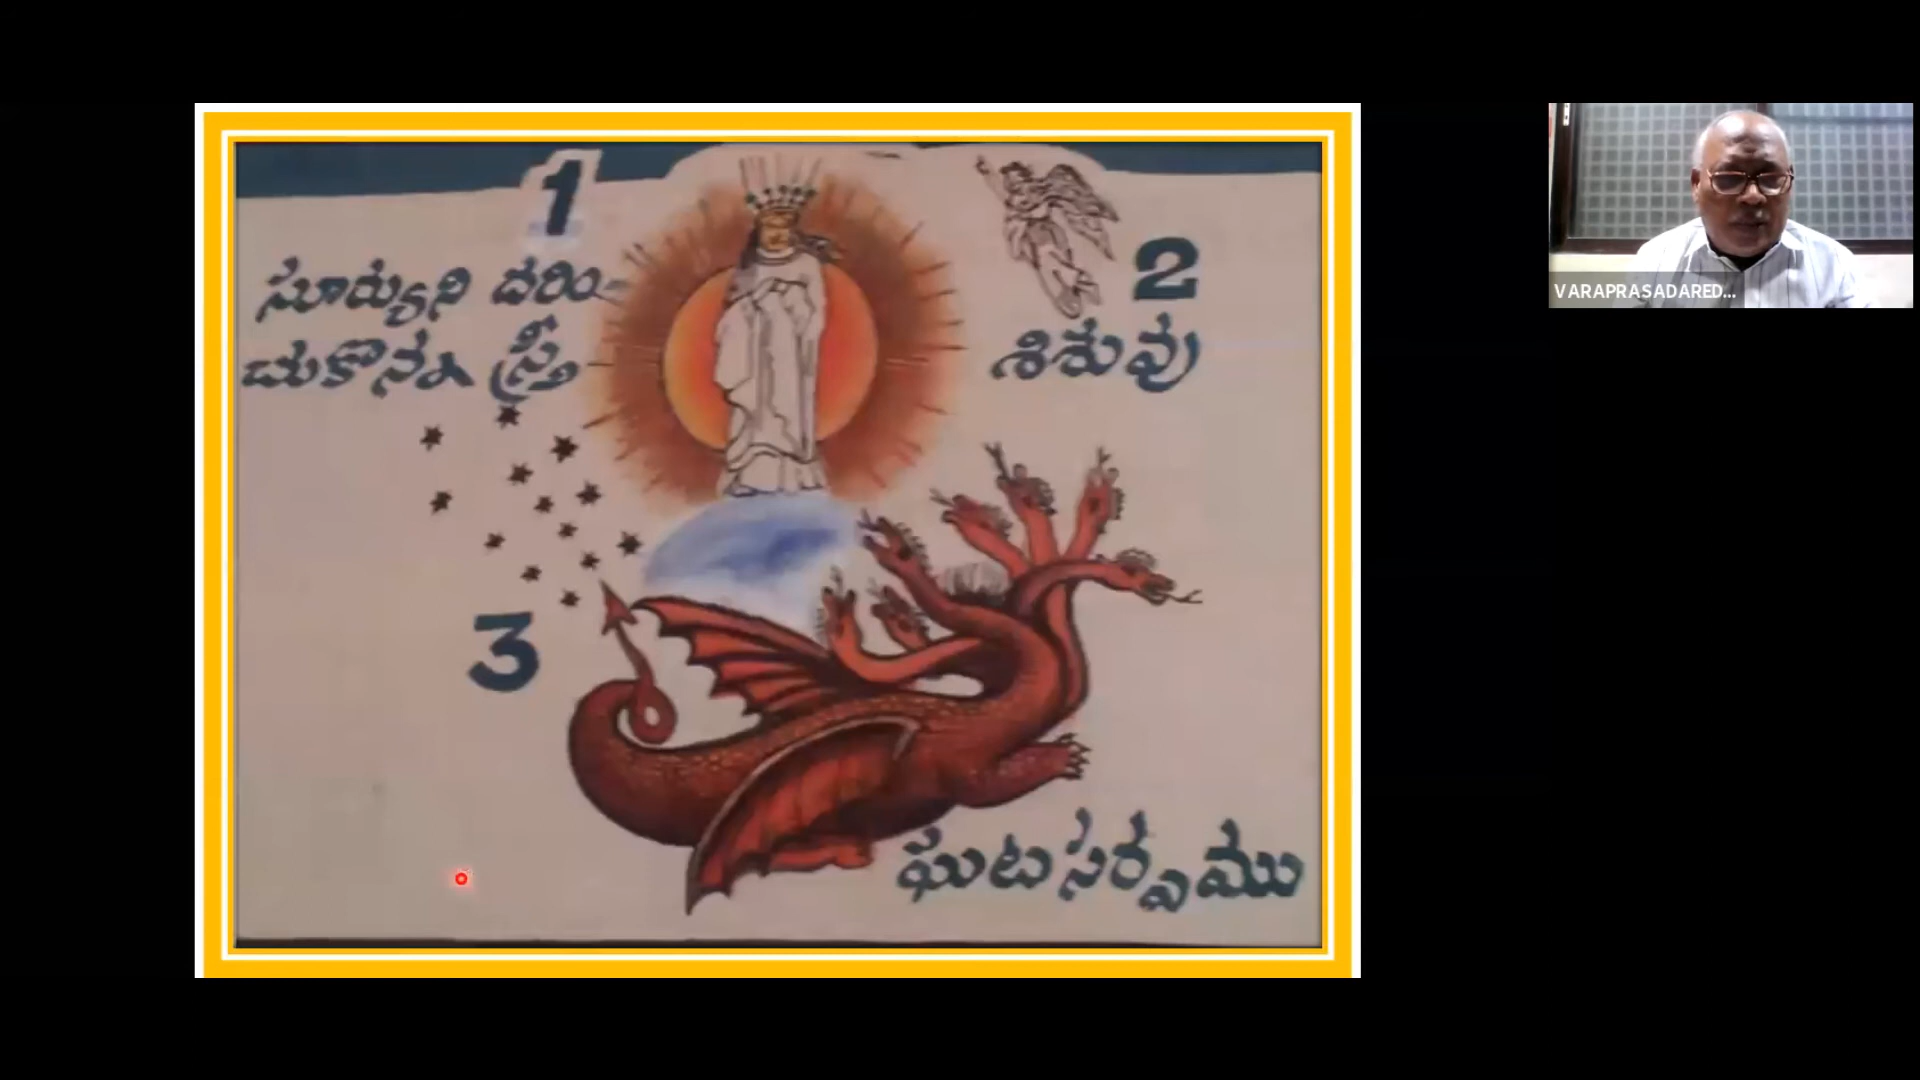 1
సూర్యుని ధరిం-
చుకొన్న స్త్రీ
2
శిశువు
3
ఘటసర్పము
VARAPRASADARED...